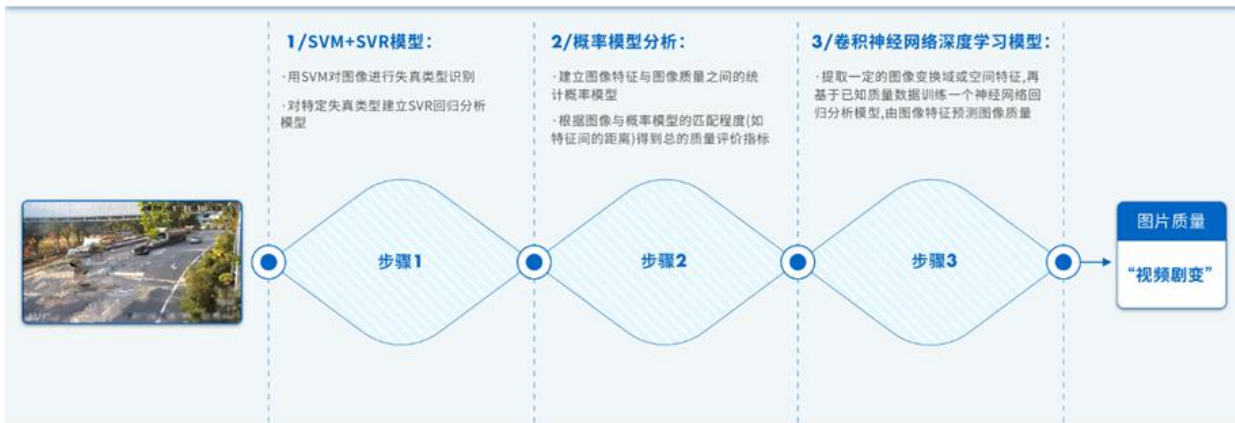 1/SVM+SVR模型：
·用SVM对图像进行失真类型识别
·对特定失真类型建立SVR回归分析
模型
2/概率模型分析：
·建立图像特征与图像质量之间的统
计概率模型
·根据图像与概率模型的匹配程度(如
特征间的距离)得到总的质量评价指标
3/卷积神经网络深度学习模型：
·提取一定的图像变换域或空间特征,再
基于已知质量数据训练一个神经网络回
归分析模型,由图像特征预测图像质量
步骤1
步骤2
步骤3
图片质量
“视频剧变”